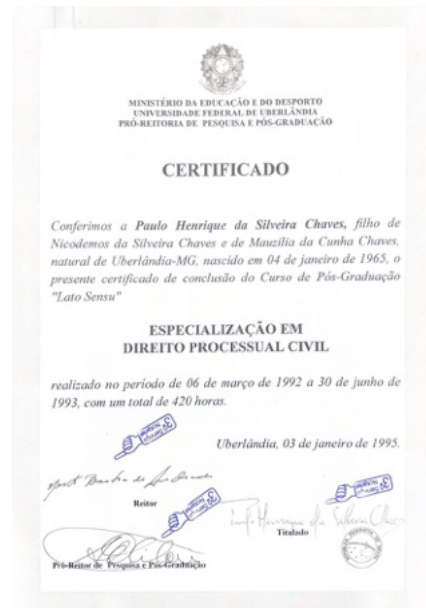 MINISTÉRIO DA EDUCAÇÃO E DO DESPORTO
UNIVERSIDADE FEDERAL DE UBERLÂNDIA
PRÓ-REITORIA DE PESQUISA E PÓS-GRADUAÇÃO
CERTIFICADO
Conferimos a Paulo Henrique da Silveira Chaves, filho de
Nicodemos da Silveira Chaves e de Mauzilia da Cunha Chaves,
natural de Uberlândia-MG, nascido em 04 de janeiro de 1965, o
presente certificado de conclusão do Curso de Pós-Graduação
"Lato Sensu"
ESPECIALIZAÇÃO EM
DIREITO PROCESSUAL CIVIL
realizado no período de 06 de março de 1992 a 30 de junho de
1993, com um total de 420 horas.
Uberlândia, 03 de janeiro de 1995.
Reitor
Titulado
Pró-Reitor de Pesquisa e Pós-Graduação